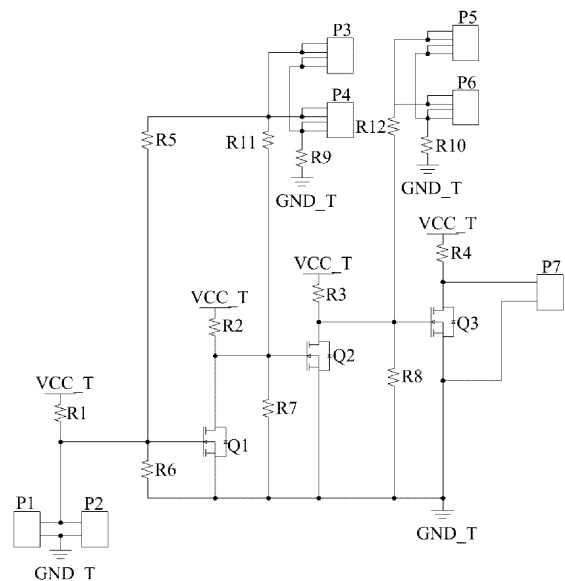 P3
P5
P4
P6
R5
R11
R12
R9
R10
GND_T
GND_T
VCC_T
R4
P7
VCC_T
R3
VCC_T
R2
Q3
Q2
VCC_T
R1
R7
R8
Q1
R6
P1
P2
GND_T
GND_T